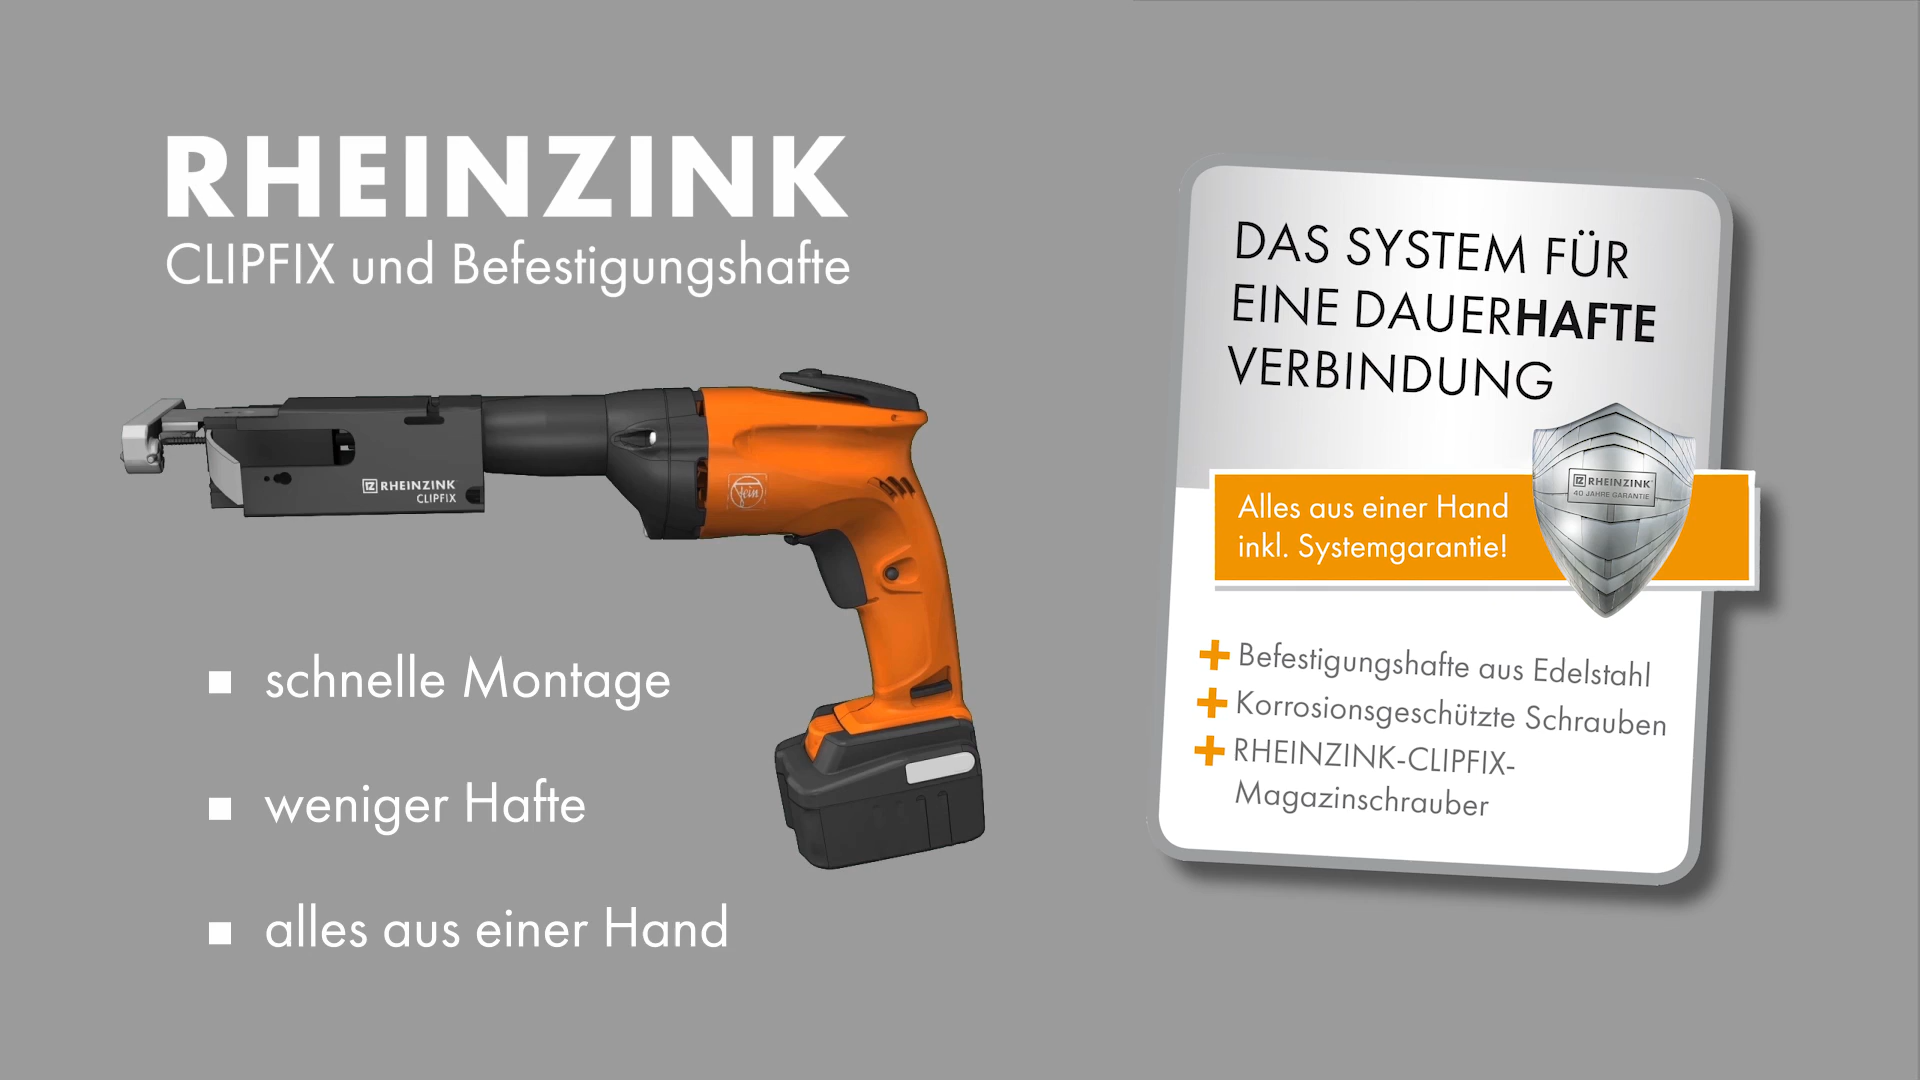 RHEINZINK
CLIPFIX und Befestigungshafte
RHEINZINK
CLIPFIX
fein
schnelle Montage
weniger Hafte
alles aus einer Hand
DAS SYSTEM FÜR
EINE DAUERHAFTE
VERBINDUNG
Alles aus einer Hand
inkl. Systemgarantie!
RHEINZINK®
40 JAHRE GARANTIE
Befestigungshafte aus Edelstahl
Korrosionsgeschützte Schrauben
RHEINZINK-CLIPFIX-
Magazinschrauber